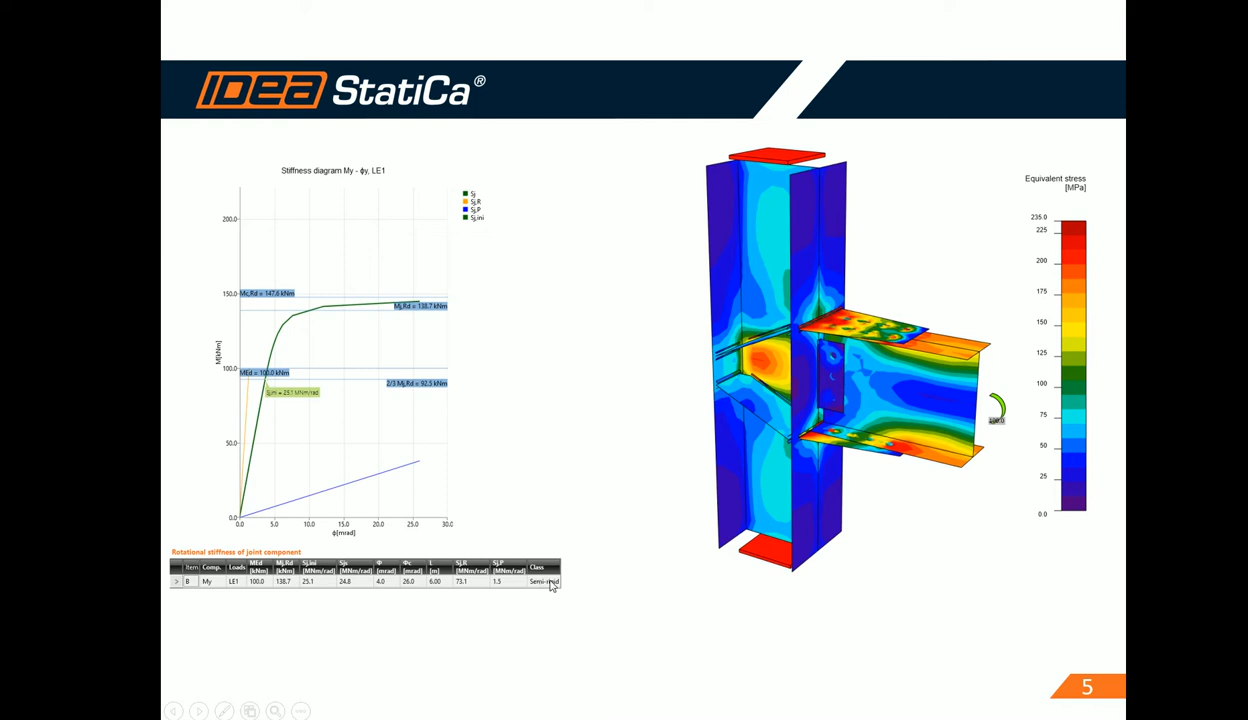 IDEA StatiCa®
Stiffness diagram My - ϕy, LE1
Sj
Sj,R
Sj,P
Sj,ini
Mj[kNm]
200.0
150.0
100.0
50.0
0.0
Mc,Rd = 147.6 kNm
Mj,Rd = 138.7 kNm
MEd = 100.0 kNm
2/3 Mj,Rd = 92.5 kNm
Sj,ini = 25.1 MNm/rad
0.0 5.0 10.0 15.0 20.0 25.0 30.0
ϕ[mrad]
Equivalent stress
[MPa]
235.0
225
200
175
150
125
100
75
50
25
0.0
100.0
Rotational stiffness of joint component
Item Comp. Loads MEd [kNm] Mj,Rd [kNm] Sj,ini [MNm/rad] Sjs [MNm/rad] Φ [mrad] Φc [mrad] L [m] Sj,R [MNm/rad] Sj,P [MNm/rad] Class
> B My LE1 100.0 138.7 25.1 24.8 4.0 26.0 6.00 73.1 1.5 Semi-rigid
5